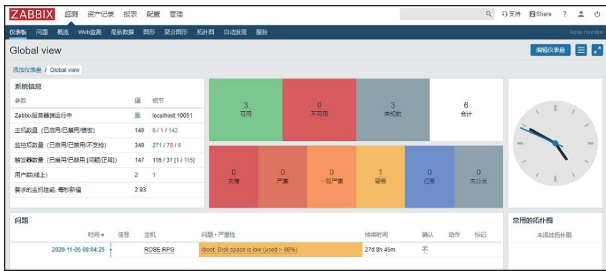 ZABBIX 监测 资产记录 报表 配置 管理 支持 Share ?
仪表板 问题 概览 Web监测 最新数据 图形 聚合图形 拓扑图 自动发现 服务 Rose monitor
Global view 编辑仪表盘
所有仪表盘 / Global view
系统信息
参数 值 细节
Zabbix服务器端运行中 是 localhost:10051
主机数量 (已启用/已禁用/模板) 149 6 / 1 / 142
监控项数量 (已启用/已禁用/不支持) 349 271 / 70 / 8
触发器数量 (已启用/已禁用 [问题/正常]) 147 116 / 31 [1 / 115]
用户数(线上) 2 1
要求的主机性能, 每秒新值 2.93
3 可用
0 不可用
3 未知的
6 合计
0 灾难
0 严重
0 一般严重
1 警告
0 信息
0 未分类
问题
时间 信息 主机 问题 • 严重性 持续时间 确认 动作 标记
2020-11-05 08:04:25 ROSE RPG /boot: Disk space is low (used > 80%) 27d 8h 45m 不
常用的拓扑图
未添加拓扑图.